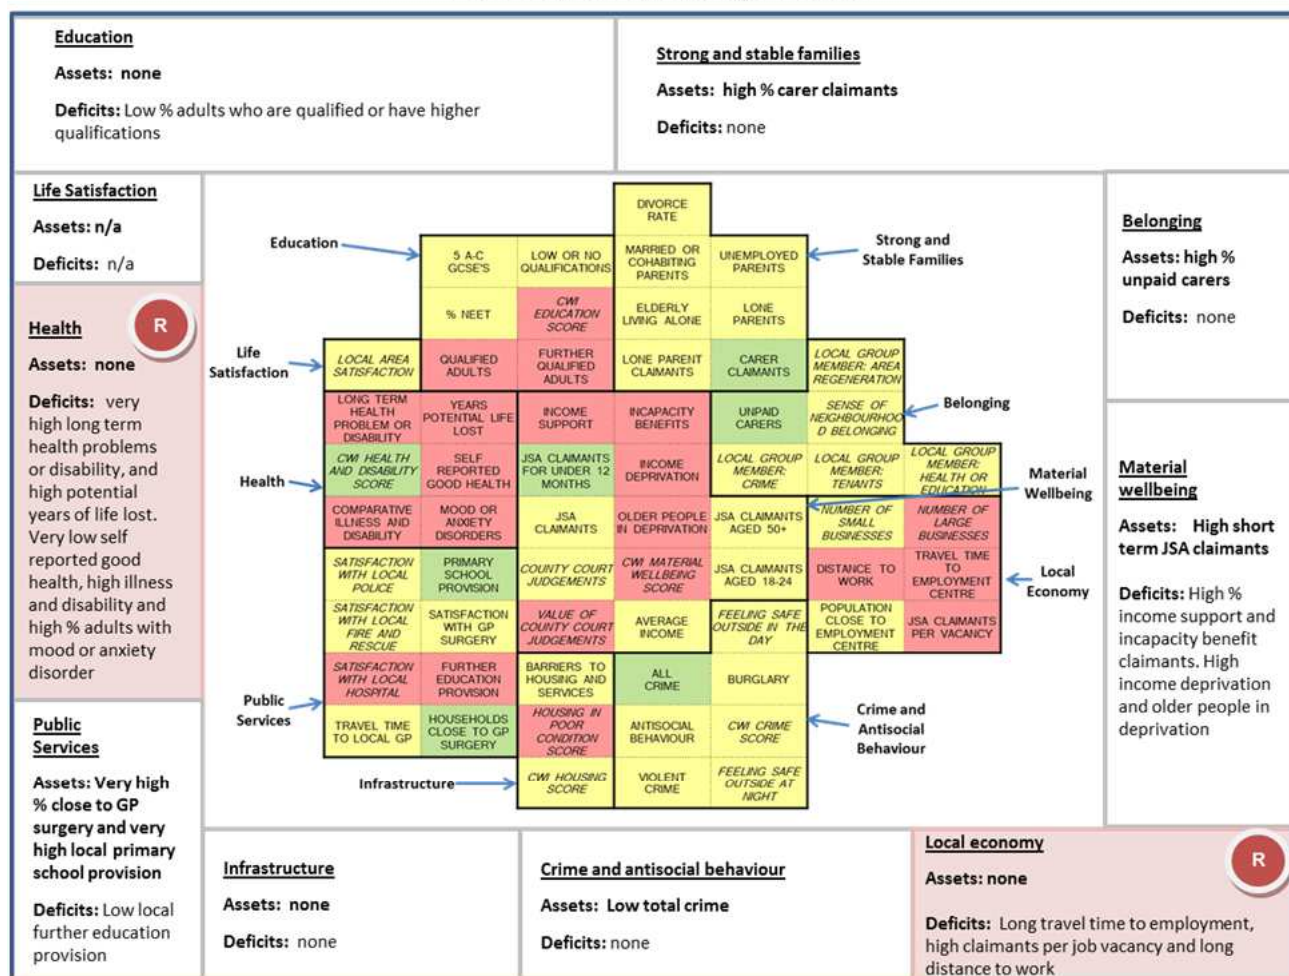 Education
Assets: none
Deficits: Low % adults who are qualified or have higher
qualifications
Strong and stable families
Assets: high % carer claimants
Deficits: none
Life Satisfaction
Assets: n/a
Deficits: n/a
Health
R
Assets: none
Deficits: very
high long term
health problems
or disability, and
high potential
years of life lost.
Very low self
reported good
health, high illness
and disability and
high % adults with
mood or anxiety
disorder
Public
Services
Assets: Very high
% close to GP
surgery and very
high local primary
school provision
Deficits: Low local
further education
provision
Education
Strong and
Stable Families
Life
Satisfaction
Belonging
Health
Material
Wellbeing
Local
Economy
Public
Services
Crime and
Antisocial
Behaviour
Infrastructure
DIVORCE
RATE
5 A-C
GCSE'S
LOW OR NO
QUALIFICATIONS
MARRIED OR
COHABITING
PARENTS
UNEMPLOYED
PARENTS
% NEET
CWI
EDUCATION
SCORE
ELDERLY
LIVING ALONE
LONE
PARENTS
LOCAL AREA
SATISFACTION
QUALIFIED
ADULTS
FURTHER
QUALIFIED
ADULTS
LONE PARENT
CLAIMANTS
CARER
CLAIMANTS
LOCAL GROUP
MEMBER: AREA
REGENERATION
LONG TERM
HEALTH
PROBLEM OR
DISABILITY
YEARS
POTENTIAL LIFE
LOST
INCOME
SUPPORT
INCAPACITY
BENEFITS
UNPAID
CARERS
SENSE OF
NEIGHBOURHOO
D BELONGING
CWI HEALTH
AND DISABILITY
SCORE
SELF
REPORTED
GOOD HEALTH
JSA CLAIMANTS
FOR UNDER 12
MONTHS
INCOME
DEPRIVATION
LOCAL GROUP
MEMBER:
CRIME
LOCAL GROUP
MEMBER:
TENANTS
LOCAL GROUP
MEMBER:
HEALTH OR
EDUCATION
COMPARATIVE
ILLNESS AND
DISABILITY
MOOD OR
ANXIETY
DISORDERS
JSA
CLAIMANTS
OLDER PEOPLE
IN DEPRIVATION
JSA CLAIMANTS
AGED 50+
NUMBER OF
SMALL
BUSINESSES
NUMBER OF
LARGE
BUSINESSES
SATISFACTION
WITH LOCAL
POLICE
PRIMARY
SCHOOL
PROVISION
COUNTY COURT
JUDGEMENTS
CWI MATERIAL
WELLBEING
SCORE
JSA CLAIMANTS
AGED 18-24
DISTANCE TO
WORK
TRAVEL TIME
TO
EMPLOYMENT
CENTRE
SATISFACTION
WITH LOCAL
FIRE AND
RESCUE
SATISFACTION
WITH GP
SURGERY
VALUE OF
COUNTY COURT
JUDGEMENTS
AVERAGE
INCOME
FEELING SAFE
OUTSIDE IN THE
DAY
POPULATION
CLOSE TO
EMPLOYMENT
CENTRE
JSA CLAIMANTS
PER VACANCY
SATISFACTION
WITH LOCAL
HOSPITAL
FURTHER
EDUCATION
PROVISION
BARRIERS TO
HOUSING AND
SERVICES
ALL
CRIME
BURGLARY
TRAVEL TIME
TO LOCAL GP
HOUSEHOLDS
CLOSE TO GP
SURGERY
HOUSING IN
POOR
CONDITION
SCORE
ANTISOCIAL
BEHAVIOUR
CWI CRIME
SCORE
CWI HOUSING
SCORE
VIOLENT
CRIME
FEELING SAFE
OUTSIDE AT
NIGHT
Belonging
Assets: high %
unpaid carers
Deficits: none
Material
wellbeing
Assets: High short
term JSA claimants
Deficits: High %
income support and
incapacity benefit
claimants. High
income deprivation
and older people in
deprivation
Infrastructure
Assets: none
Deficits: none
Crime and antisocial behaviour
Assets: Low total crime
Deficits: none
Local economy
R
Assets: none
Deficits: Long travel time to employment,
high claimants per job vacancy and long
distance to work